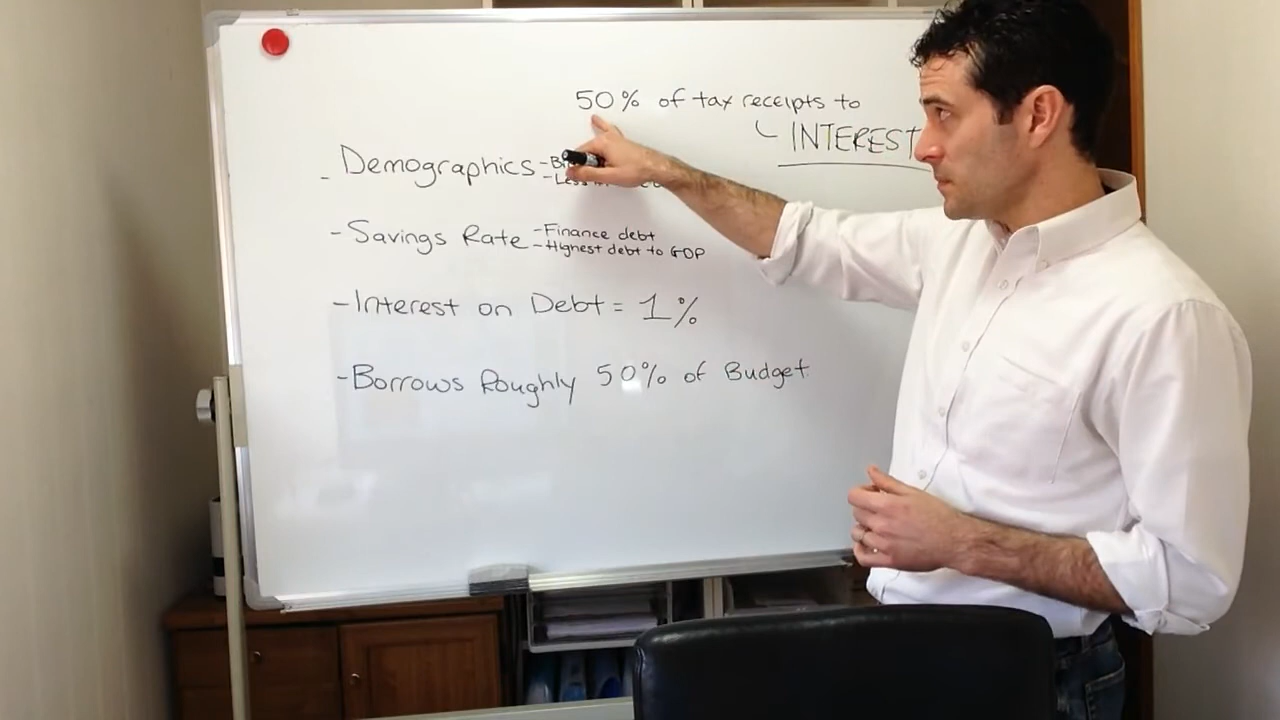 50% of tax receipts to
INTEREST
- Demographics
- Savings Rate - Finance debt
- Highest debt to GDP
- Interest on Debt = 1%
- Borrows Roughly 50% of Budget